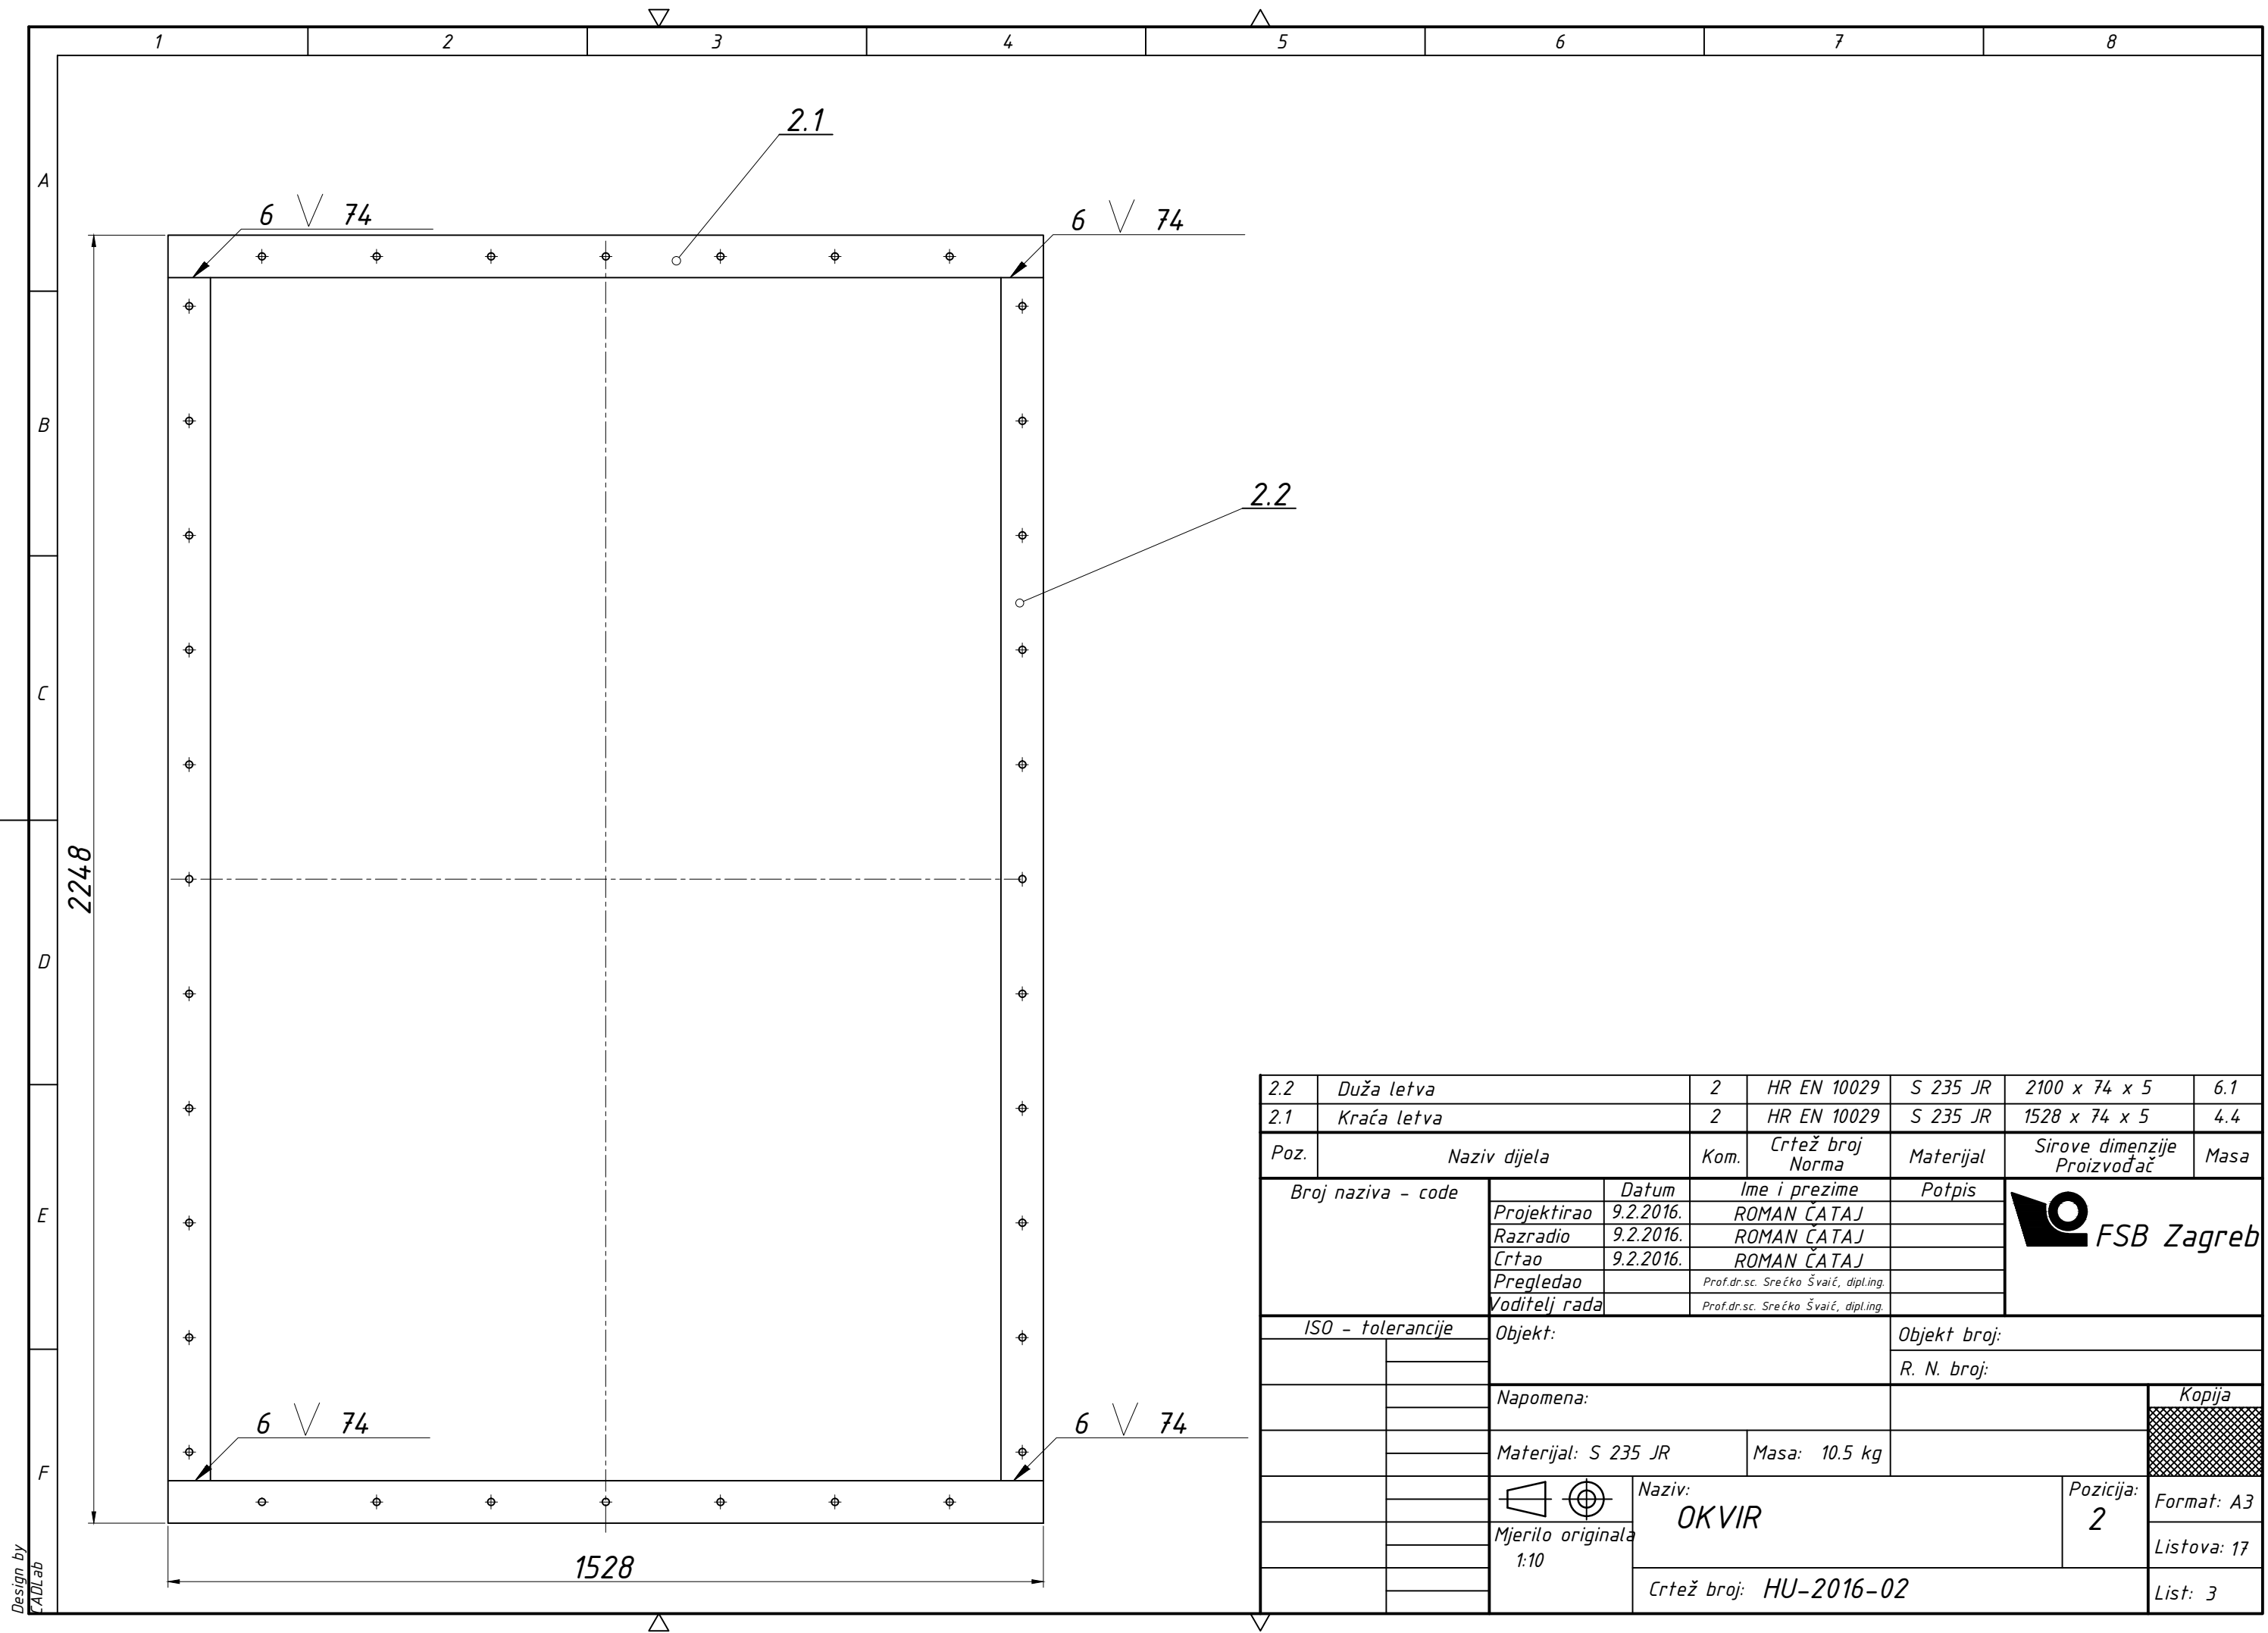 1 2 3 4 5 6 7 8
A
B
C
D
E
F
2.1
6 74
6 74
2.2
2248
6 74
6 74
1528
Design by
CADLab
2.2 Duža letva 2 HR EN 10029 S 235 JR 2100 x 74 x 5 6.1
2.1 Kraća letva 2 HR EN 10029 S 235 JR 1528 x 74 x 5 4.4
Poz. Naziv dijela Kom. Crtež broj Norma Materijal Sirove dimenzije Proizvođač Masa
Broj naziva - code
Datum Ime i prezime Potpis
Projektirao 9.2.2016. ROMAN ČATAJ
Razradio 9.2.2016. ROMAN ČATAJ
Crtao 9.2.2016. ROMAN ČATAJ
Pregledao Prof.dr.sc. Srećko Švaić, dipl.ing.
Voditelj rada Prof.dr.sc. Srećko Švaić, dipl.ing.
FSB Zagreb
ISO - tolerancije
Objekt:
Objekt broj:
R. N. broj:
Napomena:
Kopija
Materijal: S 235 JR
Masa: 10.5 kg
Mjerilo originala
1:10
Naziv:
OKVIR
Pozicija:
2
Format: A3
Listova: 17
Crtež broj: HU-2016-02
List: 3